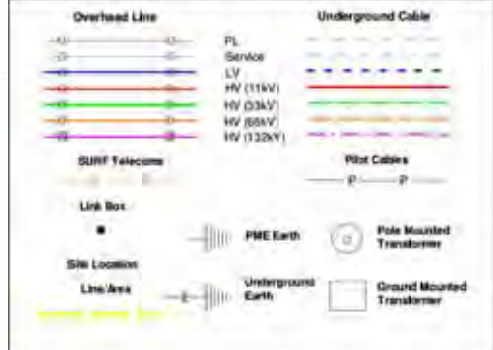 Overhead Line
Underground Cable
PL
Service
LV
HV (11kV)
HV (33kV)
HV (66kV)
HV (132kV)
SURF Telecoms
Pilot Cables
P P
Link Box
PME Earth
Pole Mounted
Transformer
Site Location
Line/Area
Underground
Earth
Ground Mounted
Transformer